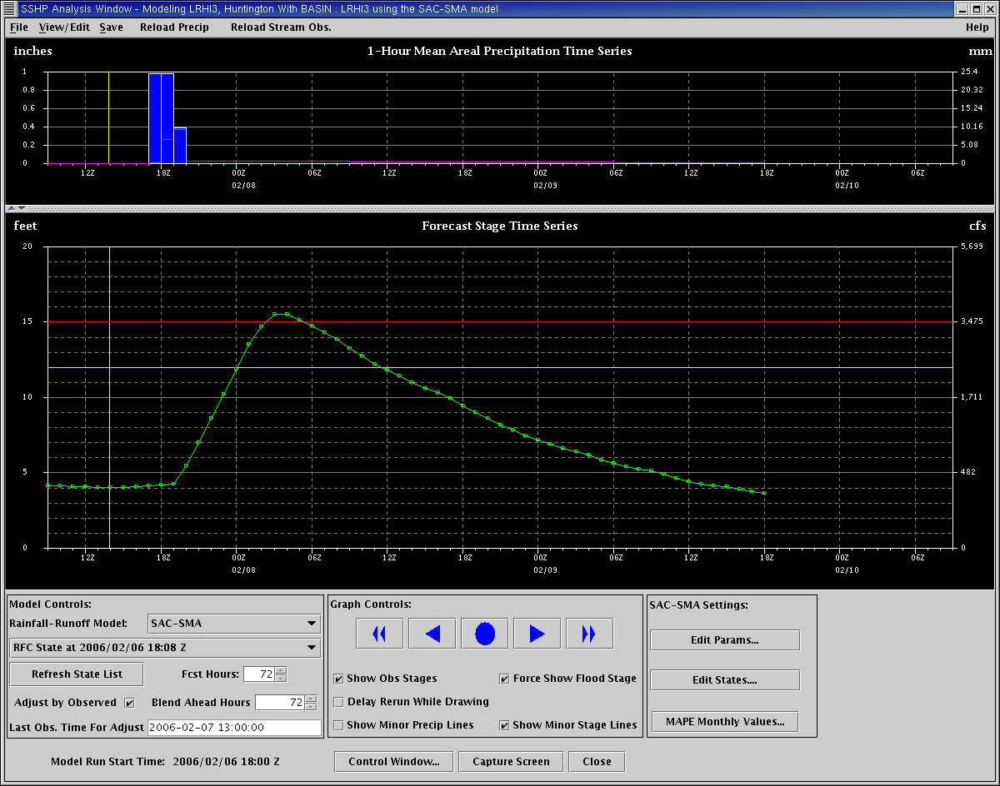 SSHP Analysis Window - Modeling LRHI3, Huntington With BASIN : LRHI3 using the SAC-SMA model
File View/Edit Save Reload Precip Reload Stream Obs. Help
inches 1-Hour Mean Areal Precipitation Time Series mm
1 25.4
0.8 20.32
0.6 15.24
0.4 10.16
0.2 5.08
0 0
12Z 18Z 00Z 06Z 12Z 18Z 00Z 06Z 12Z 18Z 00Z 06Z
02/08 02/09 02/10
feet Forecast Stage Time Series cfs
20 5,699
15 3,475
10 1,711
5 482
0 0
12Z 18Z 00Z 06Z 12Z 18Z 00Z 06Z 12Z 18Z 00Z 06Z
02/08 02/09 02/10
Model Controls:
Rainfall-Runoff Model: SAC-SMA
RFC State at 2006/02/06 18:08 Z
Refresh State List Fcst Hours: 72
Adjust by Observed Blend Ahead Hours 72
Last Obs. Time For Adjust 2006-02-07 13:00:00
Graph Controls:
Show Obs Stages Force Show Flood Stage
Delay Rerun While Drawing
Show Minor Precip Lines Show Minor Stage Lines
SAC-SMA Settings:
Edit Params...
Edit States....
MAPE Monthly Values...
Model Run Start Time: 2006/02/06 18:00 Z
Control Window... Capture Screen Close